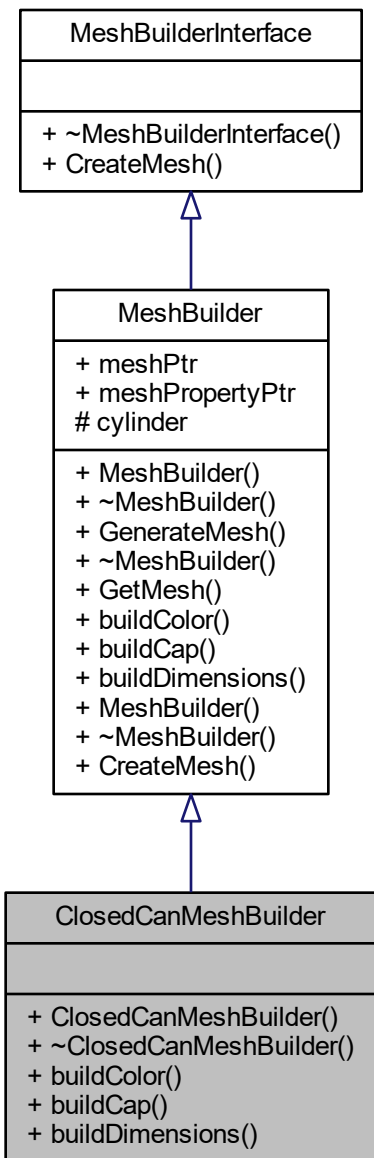 MeshBuilderInterface
+ ~MeshBuilderInterface()
+ CreateMesh()
MeshBuilder
+ meshPtr
+ meshPropertyPtr
# cylinder
+ MeshBuilder()
+ ~MeshBuilder()
+ GenerateMesh()
+ ~MeshBuilder()
+ GetMesh()
+ buildColor()
+ buildCap()
+ buildDimensions()
+ MeshBuilder()
+ ~MeshBuilder()
+ CreateMesh()
ClosedCanMeshBuilder
+ ClosedCanMeshBuilder()
+ ~ClosedCanMeshBuilder()
+ buildColor()
+ buildCap()
+ buildDimensions()